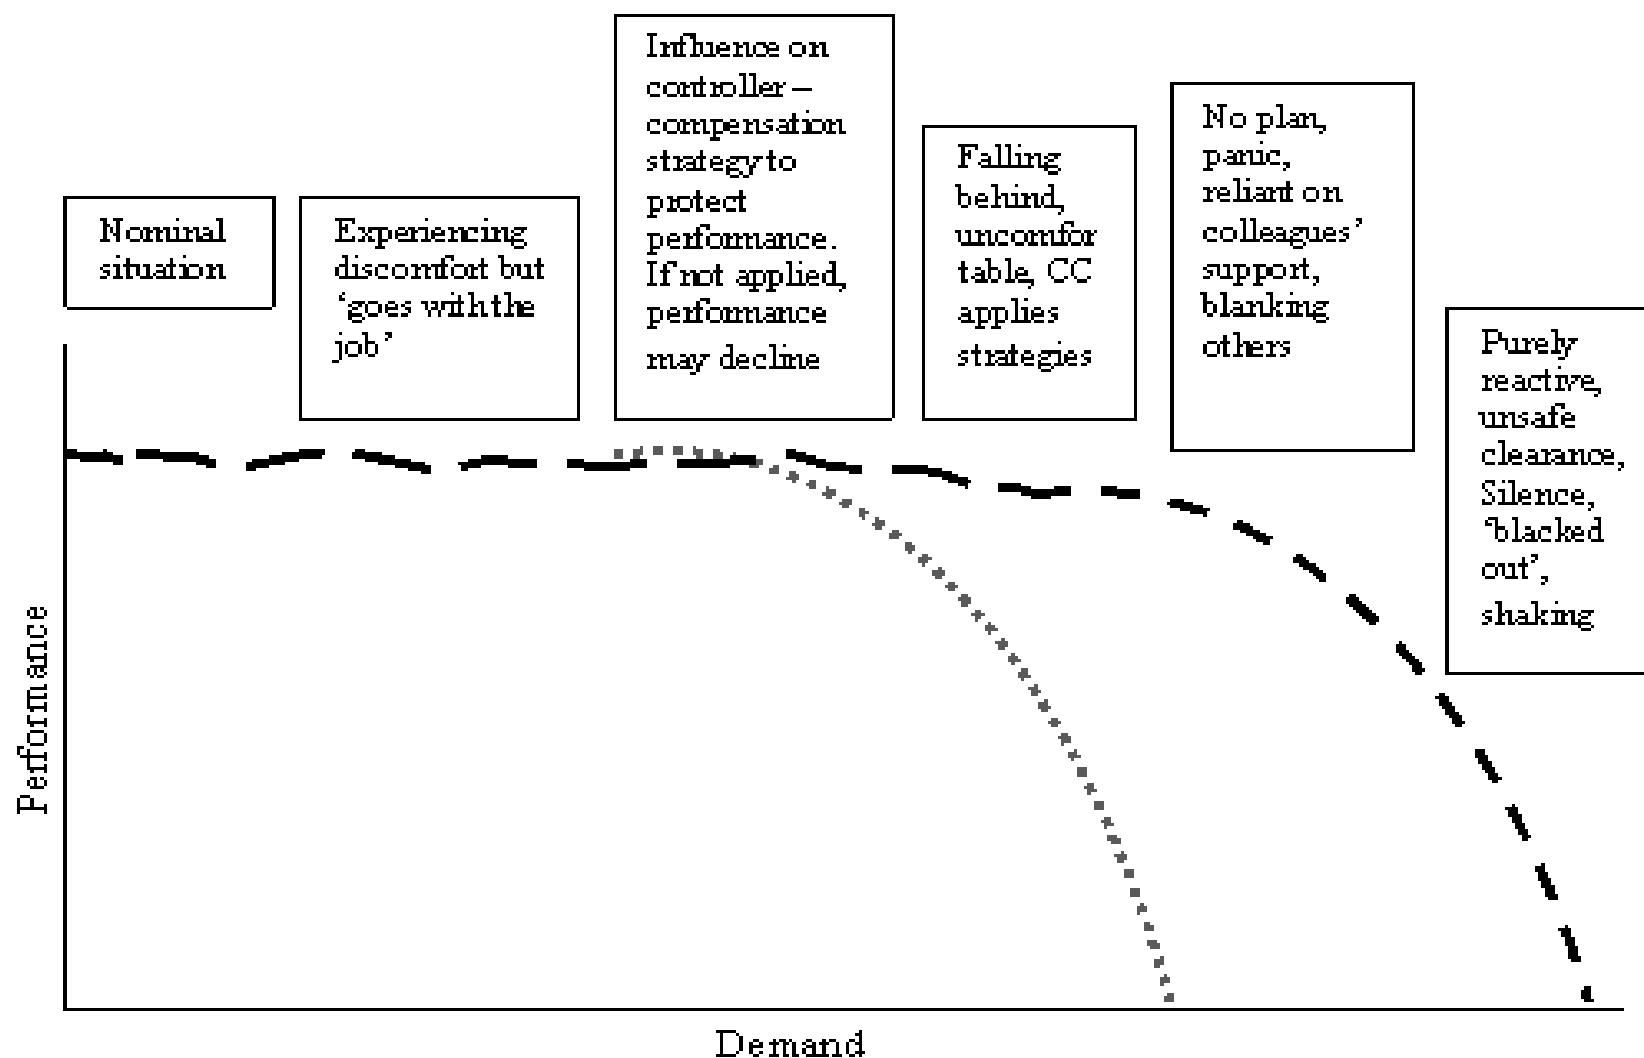 Nominal
situation
Experiencing
discomfort but
‘goes with the
job’
Influence on
controller –
compensation
strategy to
protect
performance.
If not applied,
performance
may decline
Falling
behind,
uncomfor
table, CC
applies
strategies
No plan,
panic,
reliant on
colleagues’
support,
blanking
others
Purely
reactive,
unsafe
clearance,
Silence,
‘blacked
out’,
shaking
Performance
Demand